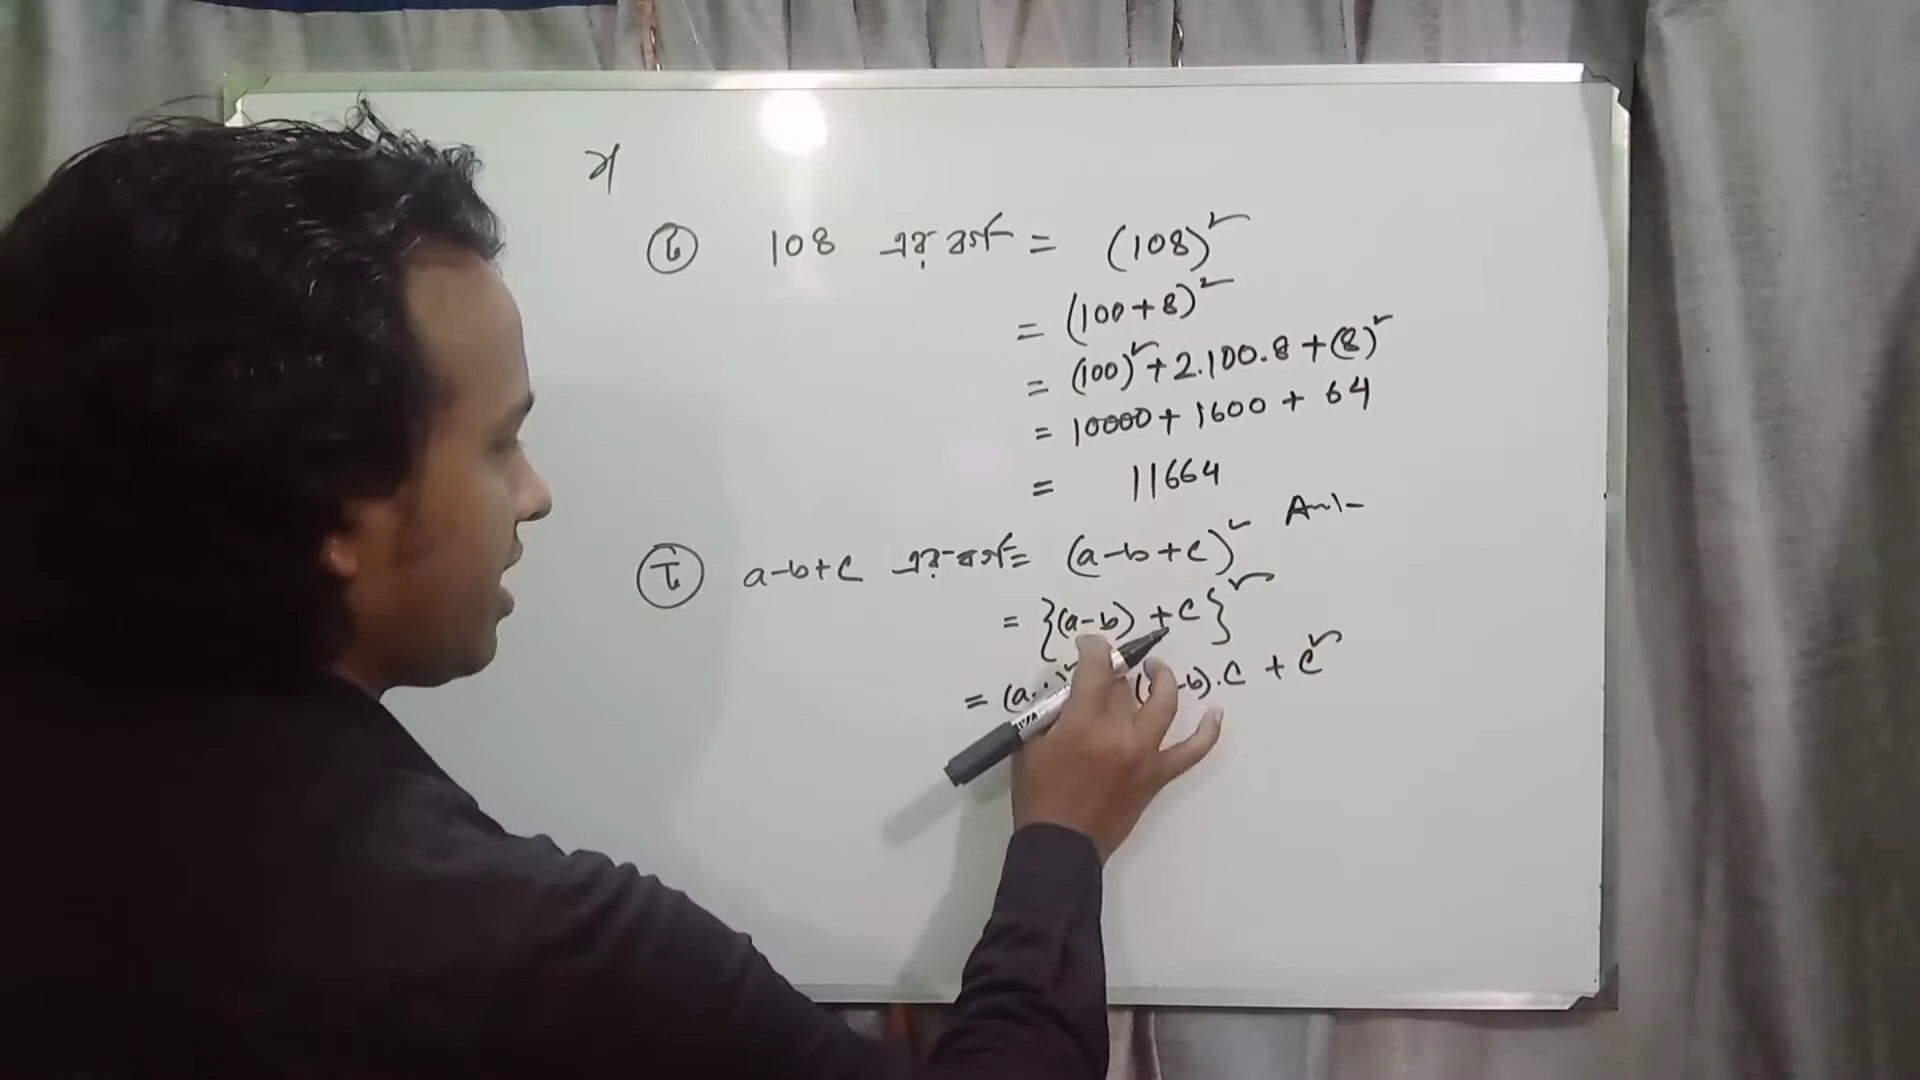 108 এর বর্গ = (108)²
= (100+8)²
= (100)² + 2.100.8 + (8)²
= 10000 + 1600 + 64
= 11664
a-b+c এর বর্গ = (a-b+c)²
= {(a-b) + c}²
= (a b).c + c²